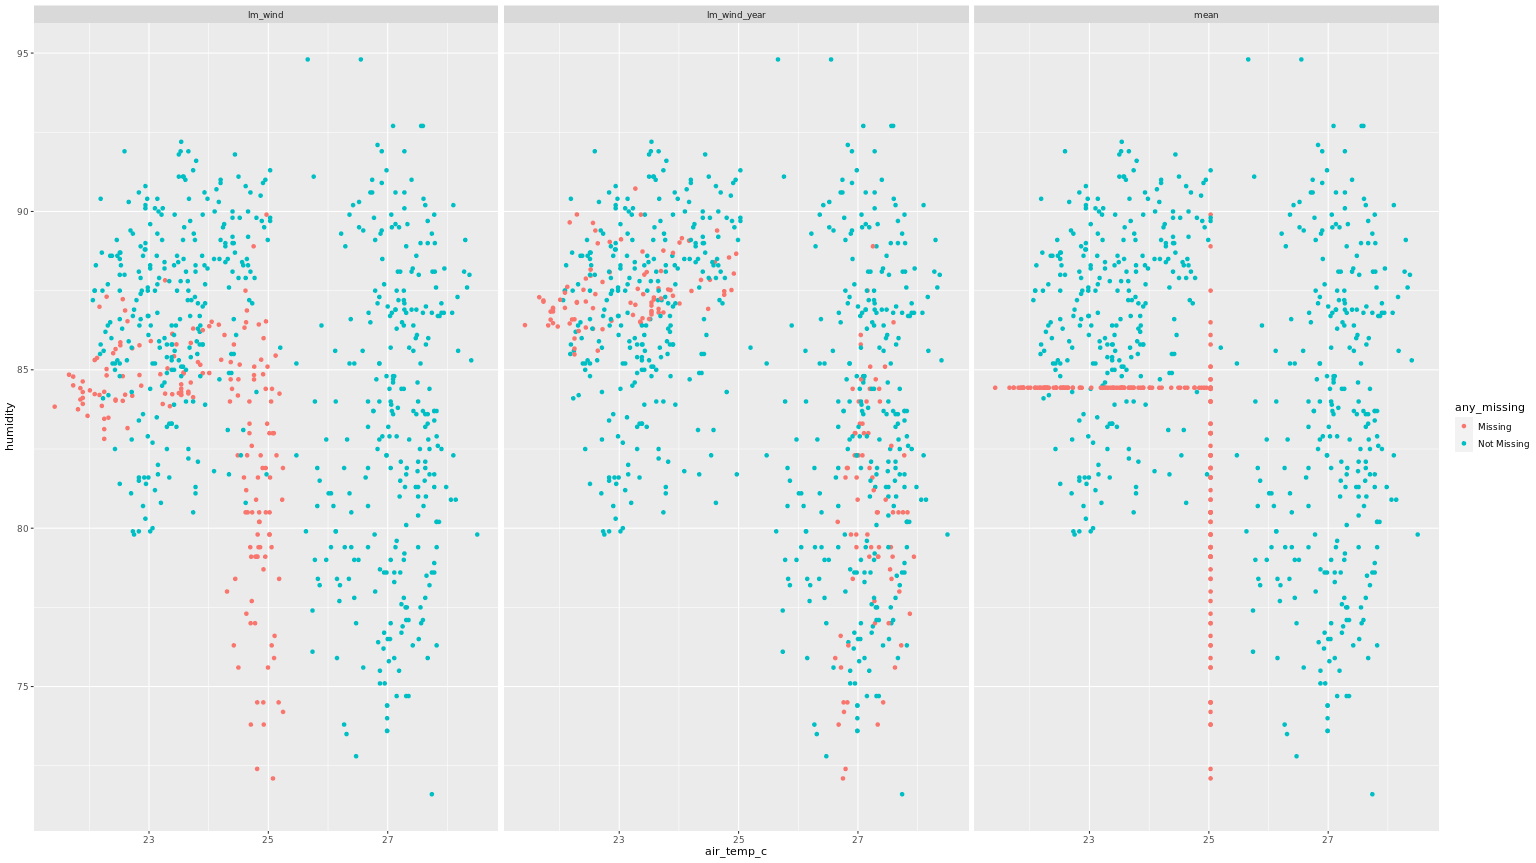 lm_wind lm_wind_year mean
95
90
85
80
75
humidity
23 25 27 23 25 27 23 25 27
air_temp_c
any_missing
Missing
Not Missing